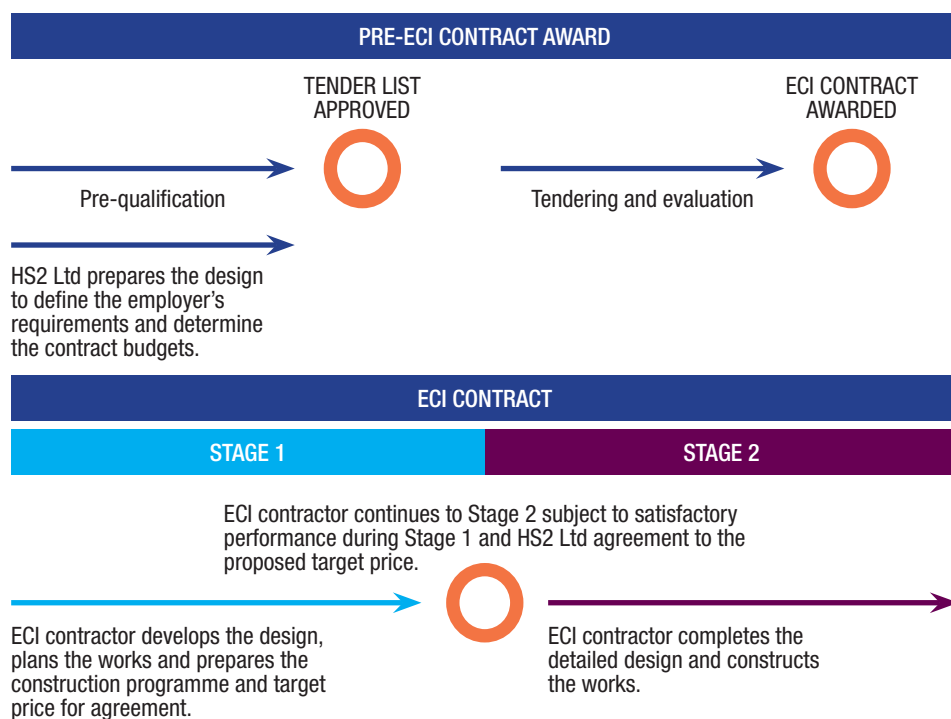 PRE-ECI CONTRACT AWARD
TENDER LIST
APPROVED
ECI CONTRACT
AWARDED
Pre-qualification
Tendering and evaluation
HS2 Ltd prepares the design
to define the employer’s
requirements and determine
the contract budgets.
ECI CONTRACT
STAGE 1
STAGE 2
ECI contractor continues to Stage 2 subject to satisfactory
performance during Stage 1 and HS2 Ltd agreement to the
proposed target price.
ECI contractor develops the design,
plans the works and prepares the
construction programme and target
price for agreement.
ECI contractor completes the
detailed design and constructs
the works.